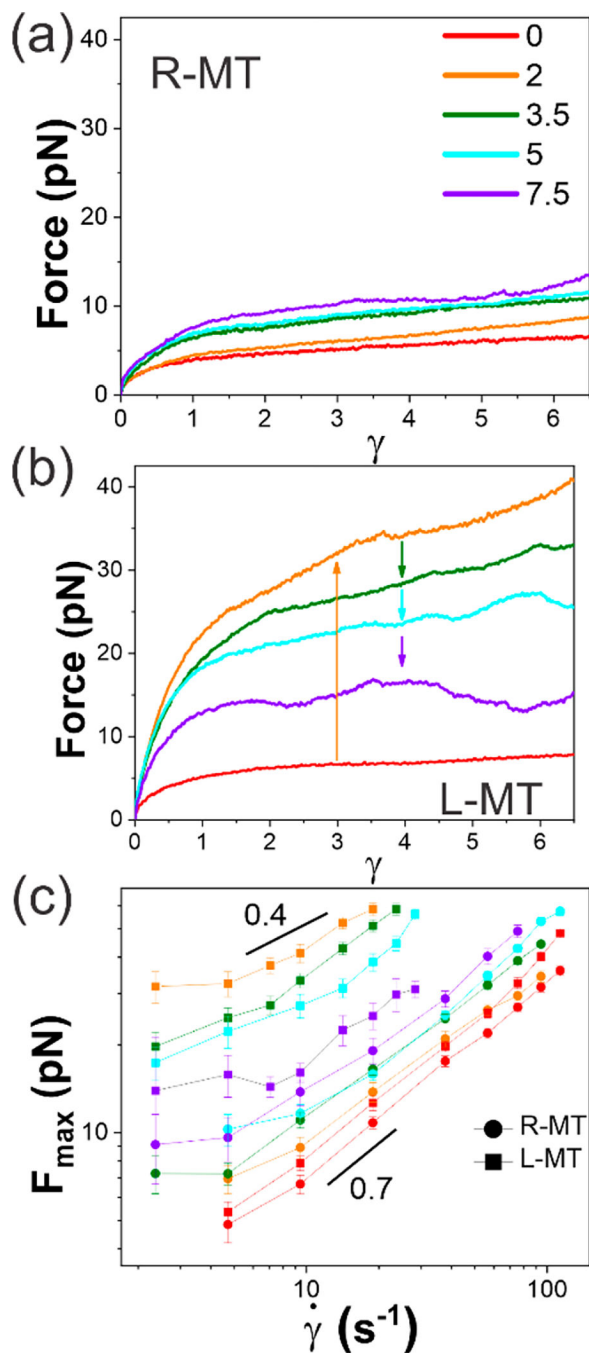 (a)
R-MT
0
2
3.5
5
7.5
Force (pN)
40
30
20
10
0
0 1 2 3 4 5 6
γ
(b)
L-MT
Force (pN)
40
30
20
10
0
0 1 2 3 4 5 6
γ
(c)
0.4
0.7
R-MT
L-MT
F_max (pN)
10
10 100
γ̇ (s⁻¹)